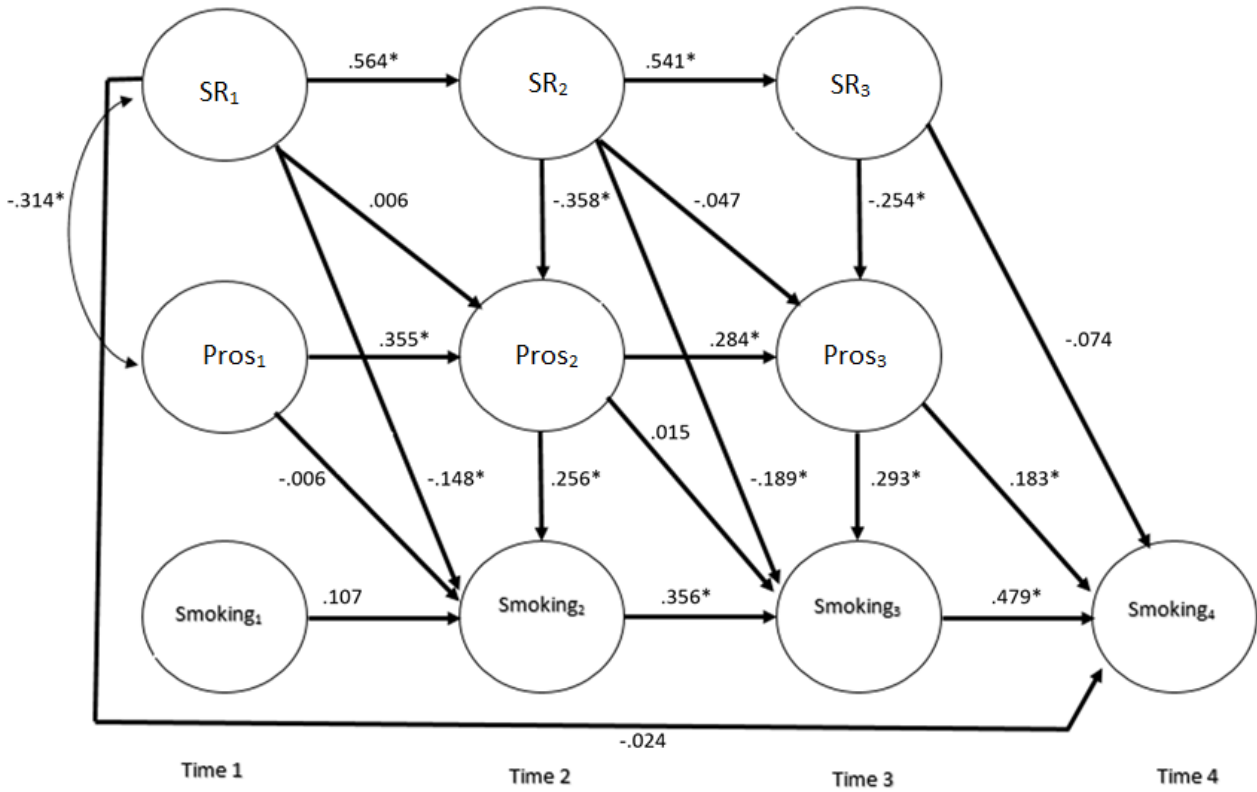 SR₁
.564*
SR₂
.541*
SR₃
-.314*
.006
-.358*
-.047
-.254*
Pros₁
.355*
Pros₂
.284*
Pros₃
-.074
-.006
-.148*
.256*
.015
-.189*
.293*
.183*
Smoking₁
.107
Smoking₂
.356*
Smoking₃
.479*
Smoking₄
-.024
Time 1
Time 2
Time 3
Time 4